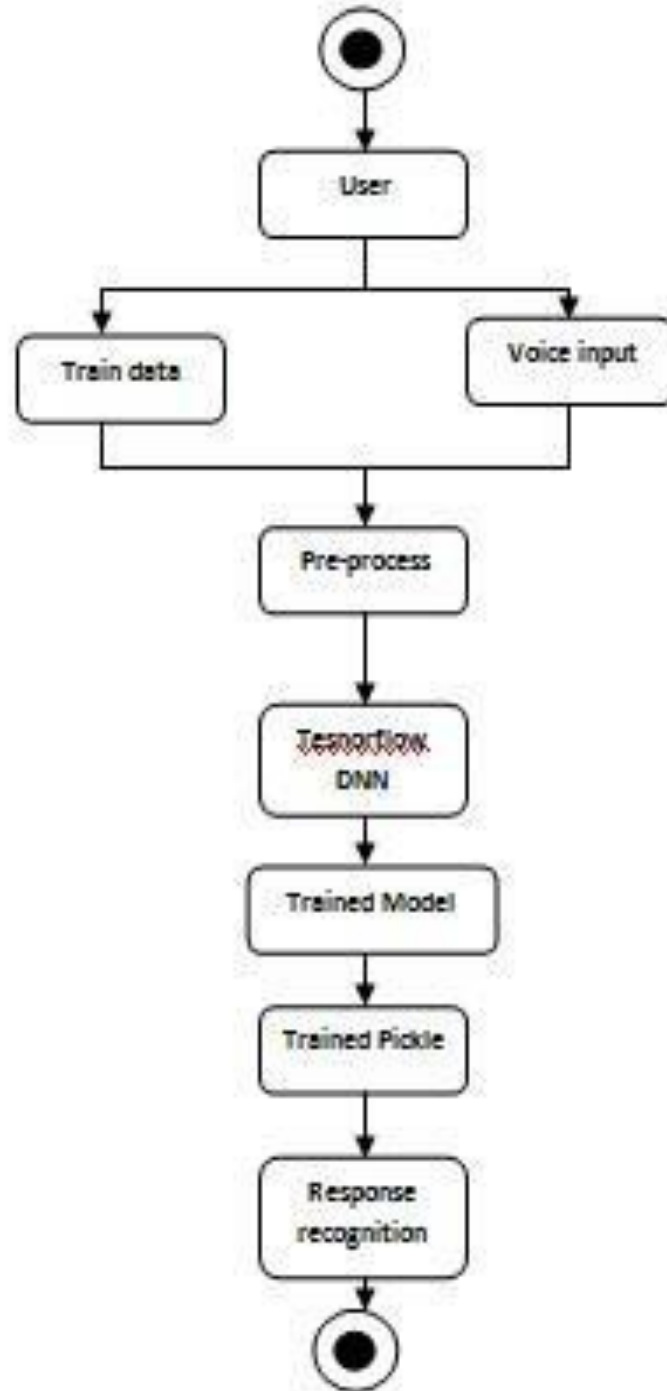 User
Train data
Voice input
Pre-process
Tesnorflow
DNN
Trained Model
Trained Pickle
Response
recognition